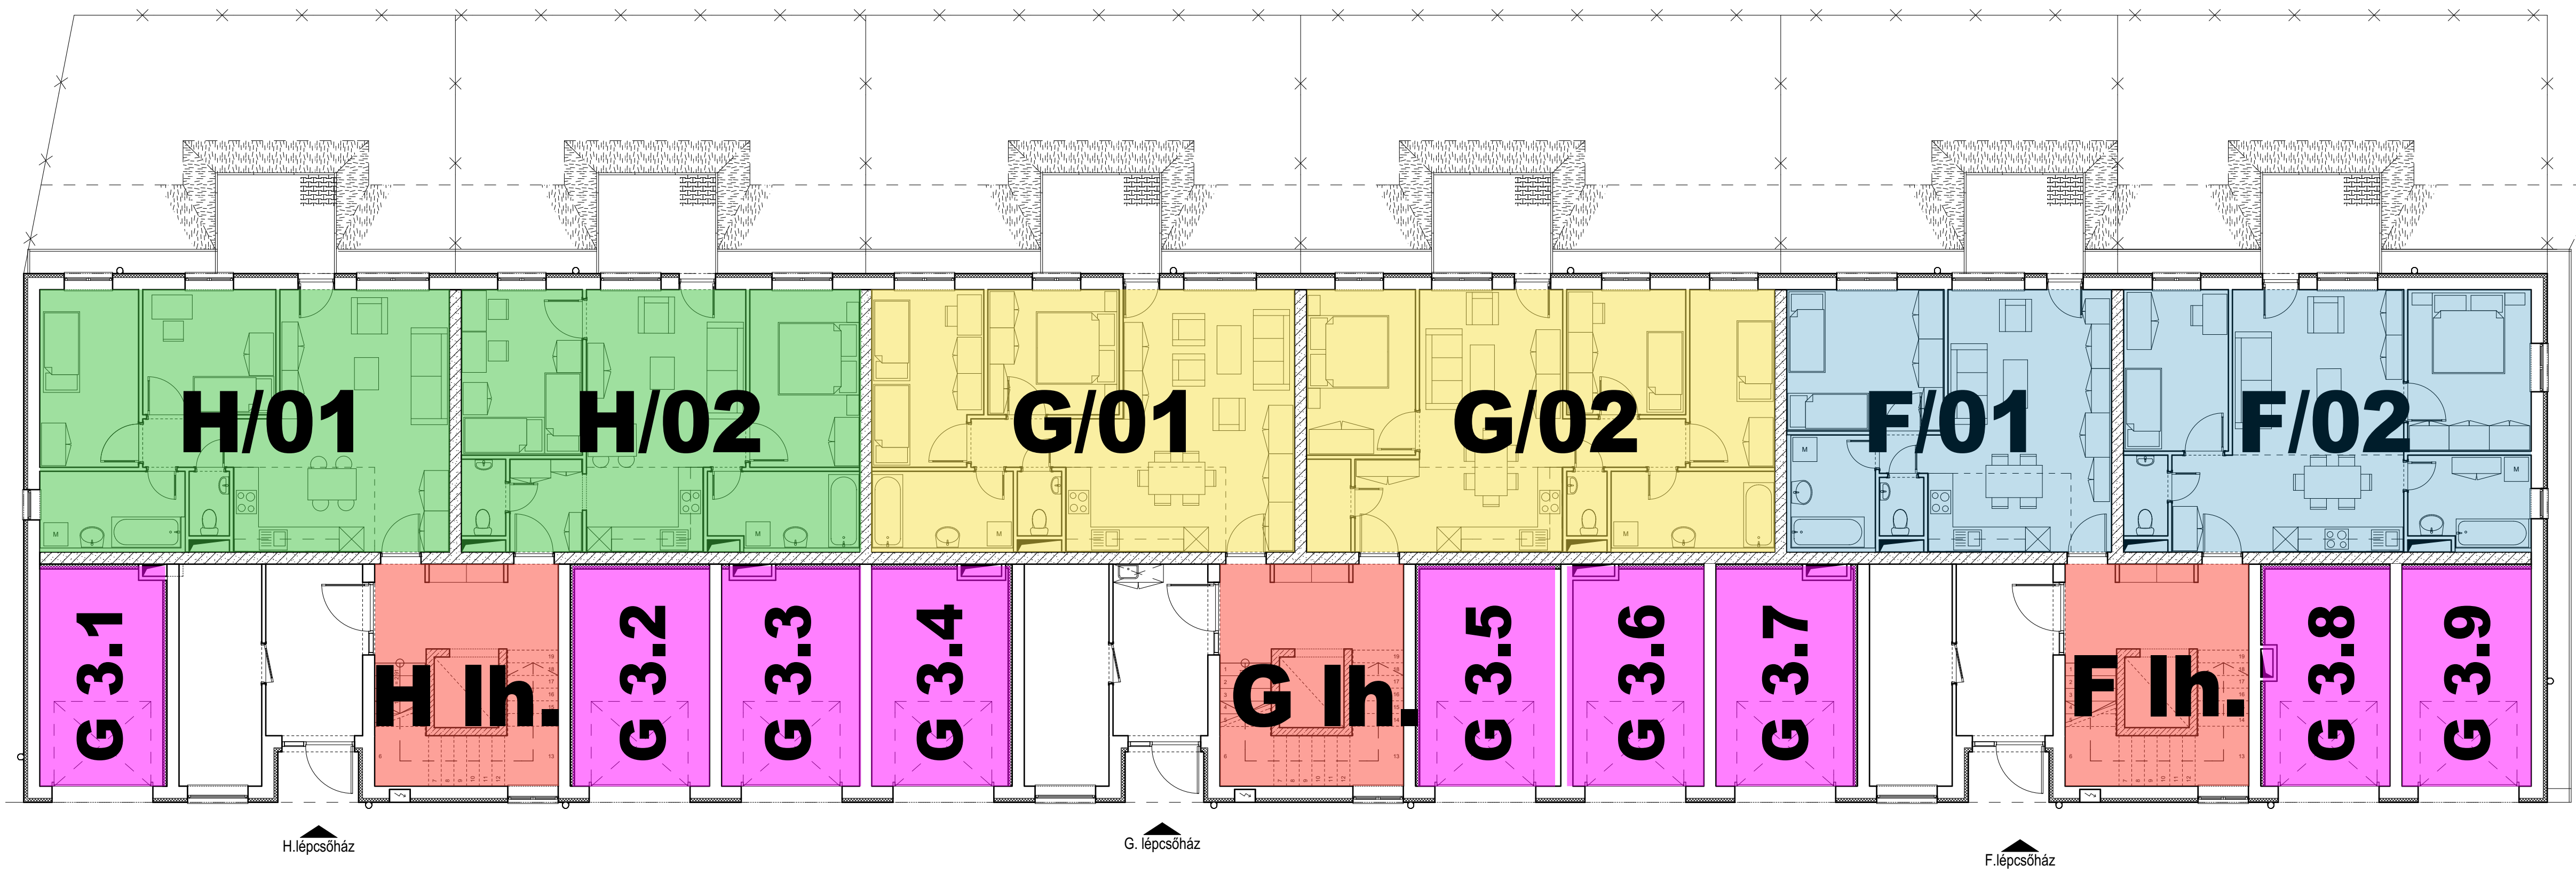 H/01
H/02
G/01
G/02
F/01
F/02
M
M
M
M
M
M
G 3.1
H lh.
G 3.2
G 3.3
G 3.4
G lh.
G 3.5
G 3.6
G 3.7
F lh.
G 3.8
G 3.9
H.lépcsőház
G. lépcsőház
F.lépcsőház